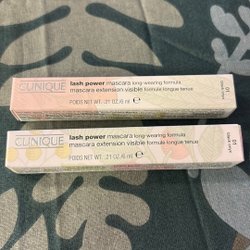 CLINIQUE
lash power mascara long-wearing formula
mascara extension visible formule longue tenue
POIDS NET WT. .21 OZ./6 ml ℮
01
CLINIQUE
lash power mascara long-wearing formula
mascara extension visible formule longue tenue
POIDS NET WT. .21 OZ./6 ml ℮
01